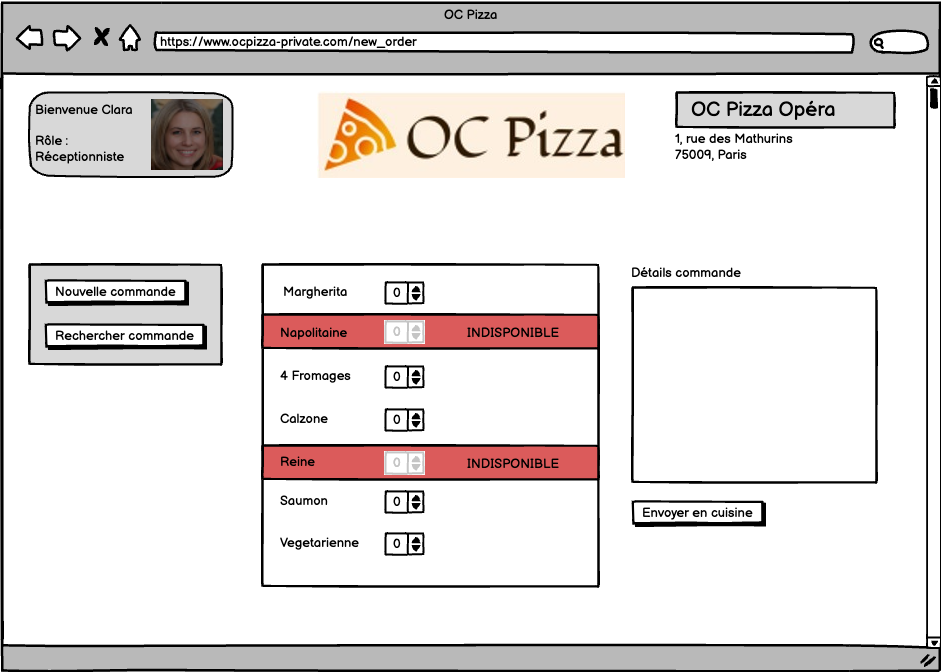 OC Pizza
https://www.ocpizza-private.com/new_order
Bienvenue Clara
Rôle :
Réceptionniste
OC Pizza
OC Pizza Opéra
1, rue des Mathurins
75009, Paris
Nouvelle commande
Rechercher commande
Margherita 0
Napolitaine 0 INDISPONIBLE
4 Fromages 0
Calzone 0
Reine 0 INDISPONIBLE
Saumon 0
Vegetarienne 0
Détails commande
Envoyer en cuisine